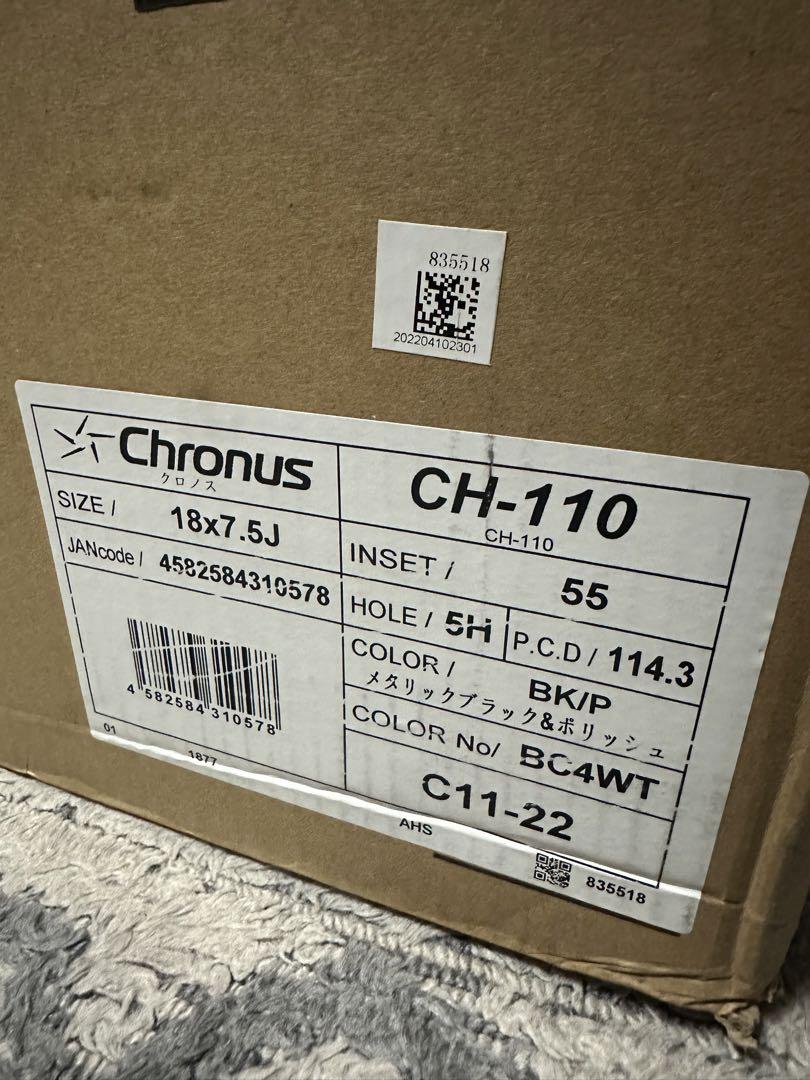 835518
202204102301
Chronus
クロノス
CH-110
CH-110
SIZE / 18x7.5J
INSET / 55
JANcode / 4582584310578
HOLE / 5H
P.C.D / 114.3
COLOR / BK/P
メタリックブラック&ポリッシュ
4 582584 310578
COLOR No/ BC4WT
C11-22
01
1877
AHS
835518